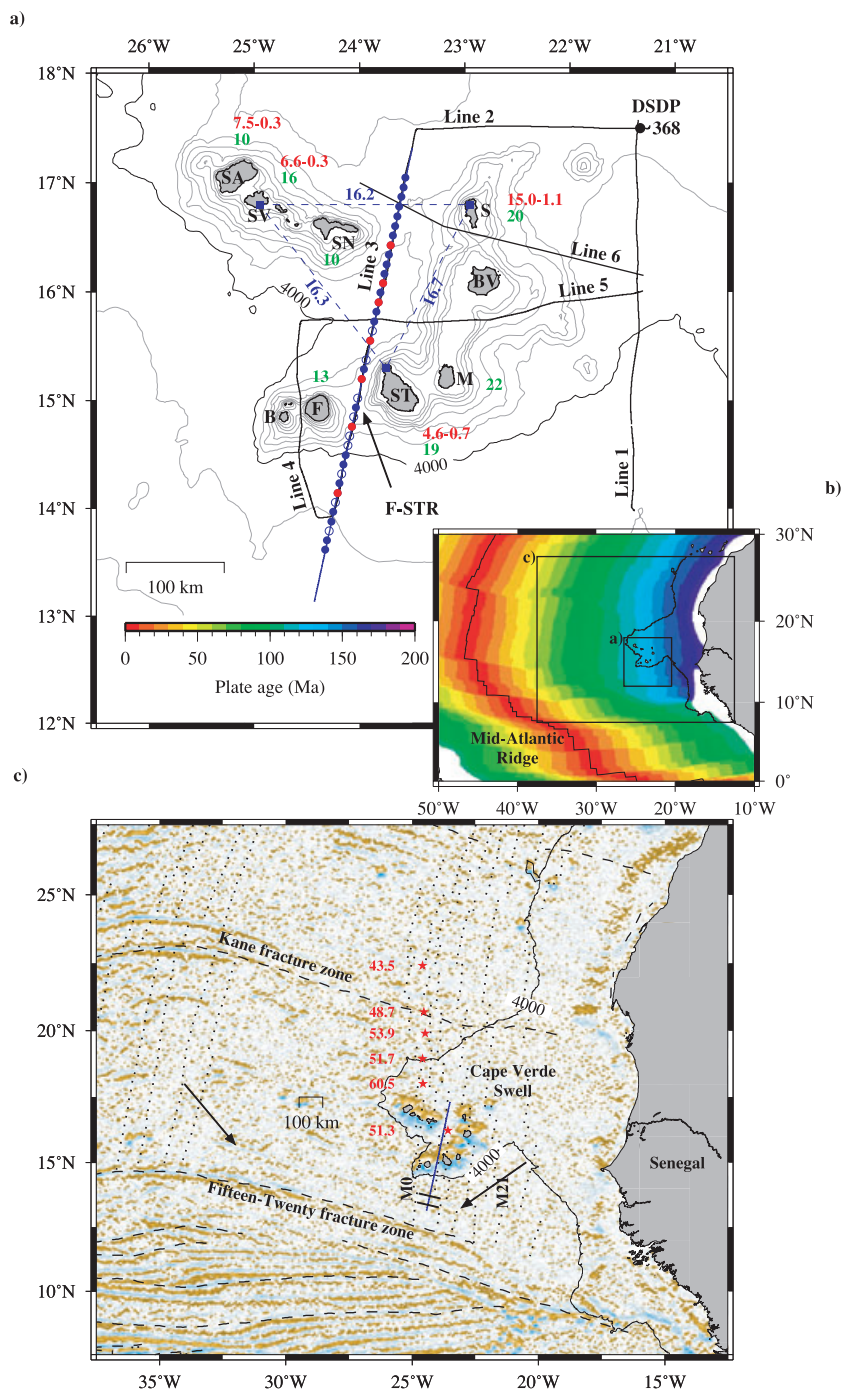 a)
26°W 25°W 24°W 23°W 22°W 21°W
18°N
DSDP
368
Line 2
7.5-0.3
10
6.6-0.3
16
17°N
SA
SV
16.2
15.0-1.1
20
S
SN
10
Line 3
Line 6
16°N
16.3
16.7
BV
Line 5
4000
13
22
15°N
B
F
ST
M
4.6-0.7
19
4000
Line 4
Line 1
F-STR
14°N
b)
100 km
13°N
0 50 100 150 200
Plate age (Ma)
12°N
30°N
c)
20°N
a)
10°N
Mid-Atlantic
Ridge
0°
50°W 40°W 30°W 20°W 10°W
c)
25°N
Kane fracture zone
43.5
4000
48.7
20°N
53.9
51.7
Cape Verde
Swell
60.5
100 km
51.3
15°N
4000
Senegal
M0
M21
Fifteen-Twenty fracture zone
10°N
35°W 30°W 25°W 20°W 15°W